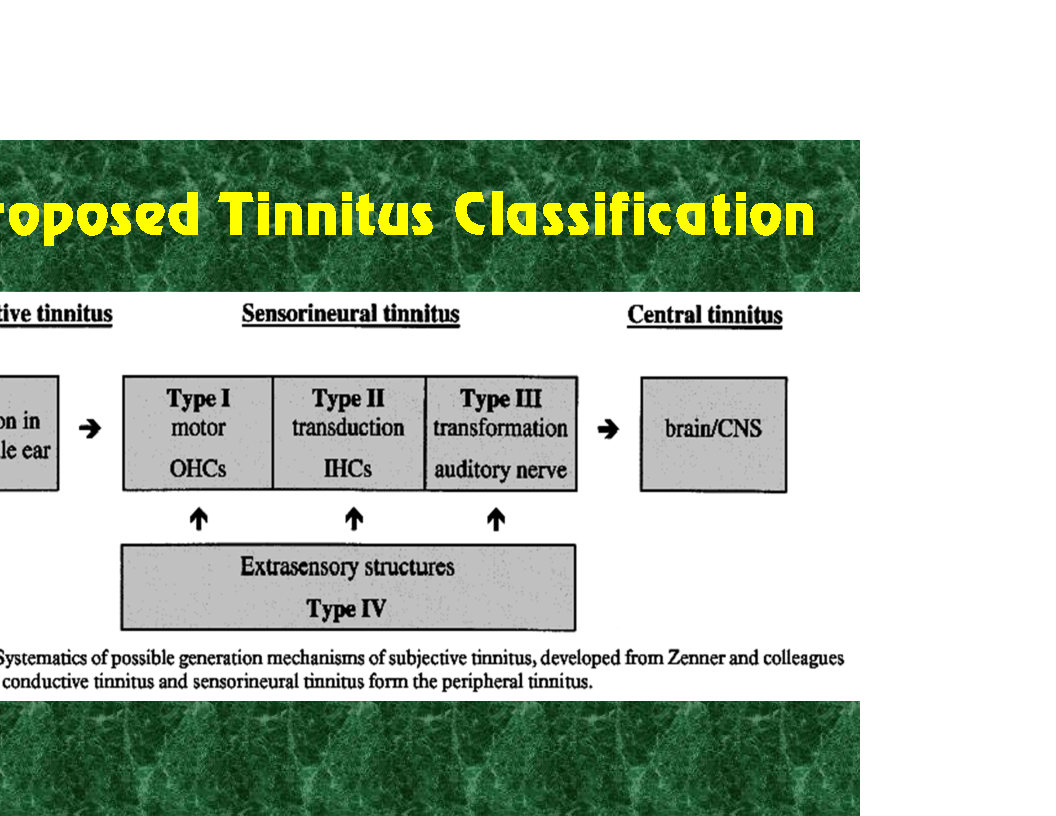 roposed Tinnitus Classification
tive tinnitus
Sensorineural tinnitus
Central tinnitus
on in
le ear
Type I
motor
OHCs
Type II
transduction
IHCs
Type III
transformation
auditory nerve
brain/CNS
Extrasensory structures
Type IV
Systematics of possible generation mechanisms of subjective tinnitus, developed from Zenner and colleagues
conductive tinnitus and sensorineural tinnitus form the peripheral tinnitus.